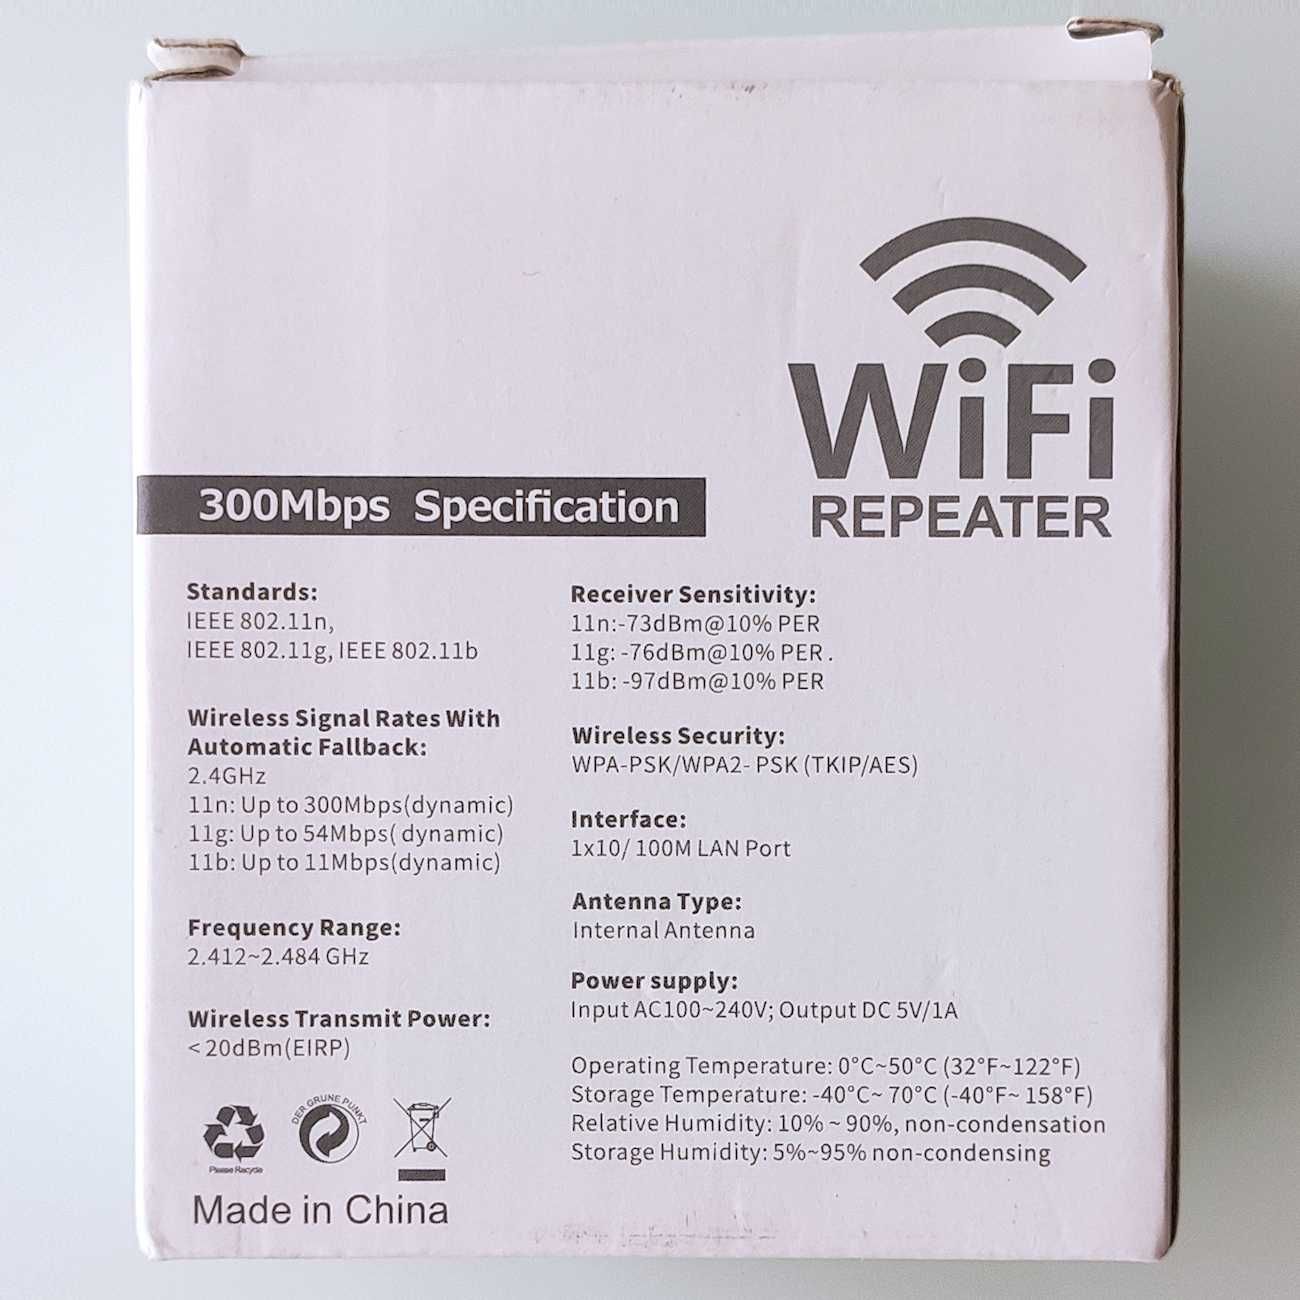 WiFi
REPEATER
300Mbps Specification
Standards:
IEEE 802.11n,
IEEE 802.11g, IEEE 802.11b
Wireless Signal Rates With
Automatic Fallback:
2.4GHz
11n: Up to 300Mbps(dynamic)
11g: Up to 54Mbps( dynamic)
11b: Up to 11Mbps(dynamic)
Frequency Range:
2.412~2.484 GHz
Wireless Transmit Power:
< 20dBm(EIRP)
Receiver Sensitivity:
11n:-73dBm@10% PER
11g: -76dBm@10% PER .
11b: -97dBm@10% PER
Wireless Security:
WPA-PSK/WPA2- PSK (TKIP/AES)
Interface:
1x10/ 100M LAN Port
Antenna Type:
Internal Antenna
Power supply:
Input AC100~240V; Output DC 5V/1A
Operating Temperature: 0°C~50°C (32°F~122°F)
Storage Temperature: -40°C~ 70°C (-40°F~ 158°F)
Relative Humidity: 10% ~ 90%, non-condensation
Storage Humidity: 5%~95% non-condensing
Please Recycle
DER GRUNE PUNKT
Made in China